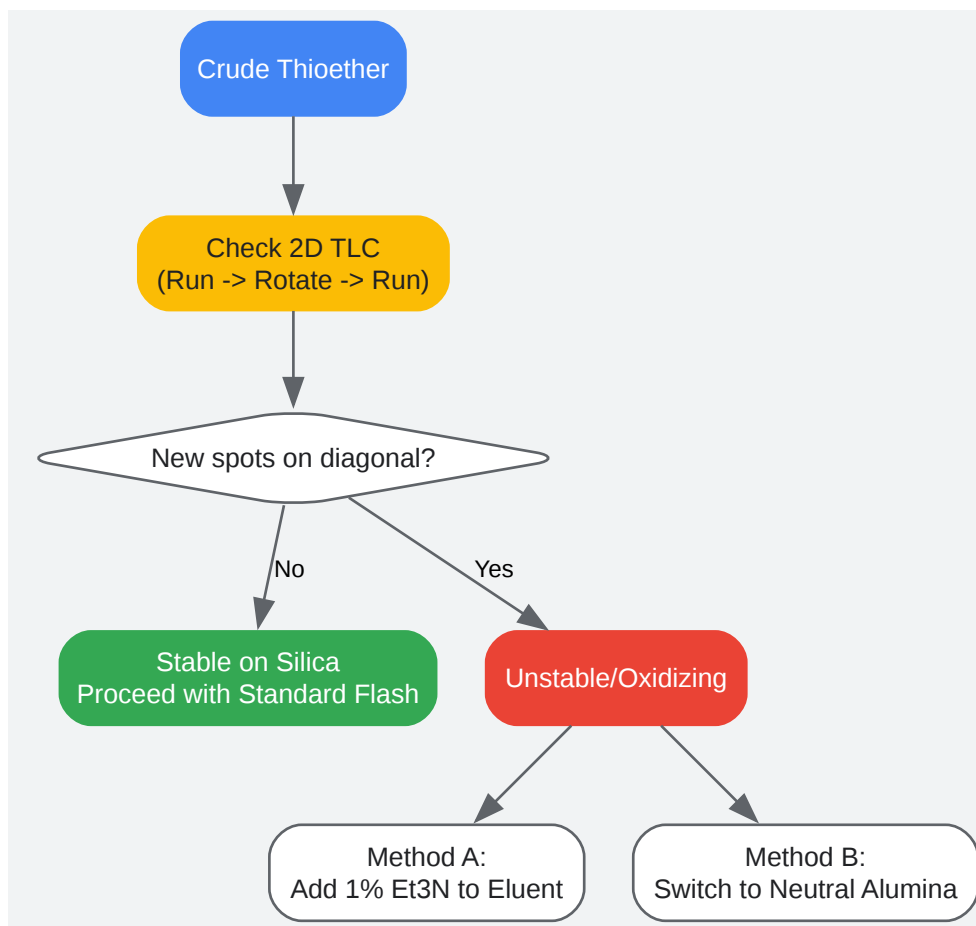 Crude Thioether
Check 2D TLC
(Run -> Rotate -> Run)
New spots on diagonal?
No
Yes
Stable on Silica
Proceed with Standard Flash
Unstable/Oxidizing
Method A:
Add 1% Et3N to Eluent
Method B:
Switch to Neutral Alumina